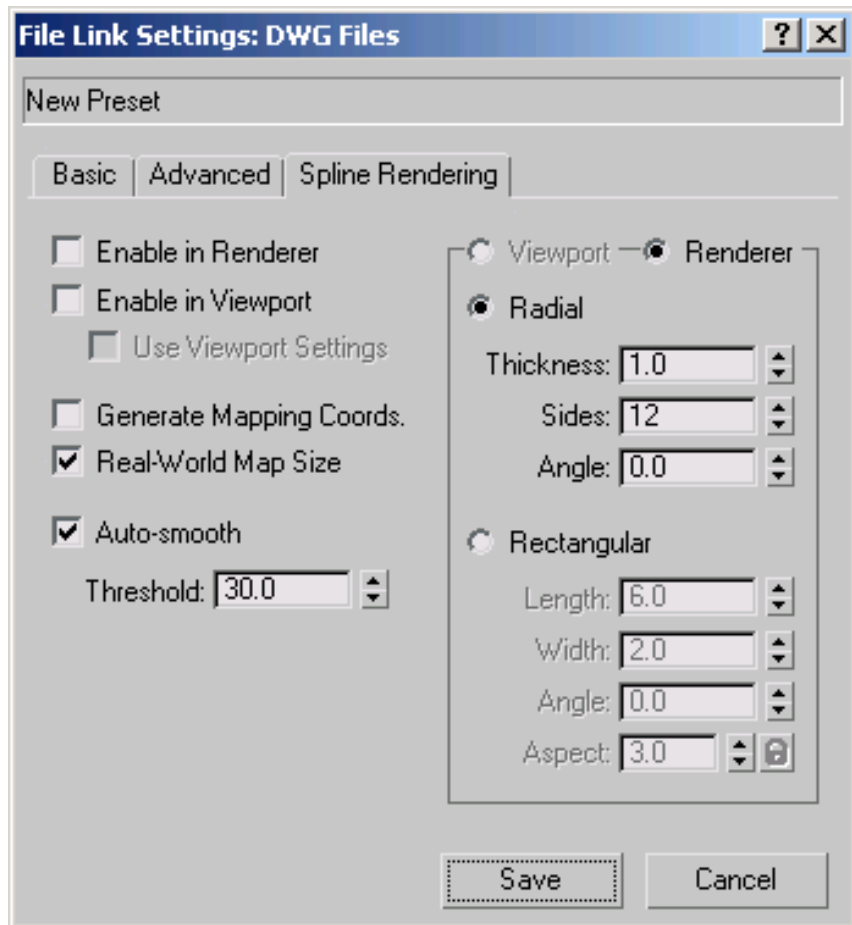 File Link Settings: DWG Files
New Preset
Basic
Advanced
Spline Rendering
Enable in Renderer
Enable in Viewport
Use Viewport Settings
Generate Mapping Coords.
Real-World Map Size
Auto-smooth
Threshold: 30.0
Viewport
Renderer
Radial
Thickness: 1.0
Sides: 12
Angle: 0.0
Rectangular
Length: 6.0
Width: 2.0
Angle: 0.0
Aspect: 3.0
Save
Cancel